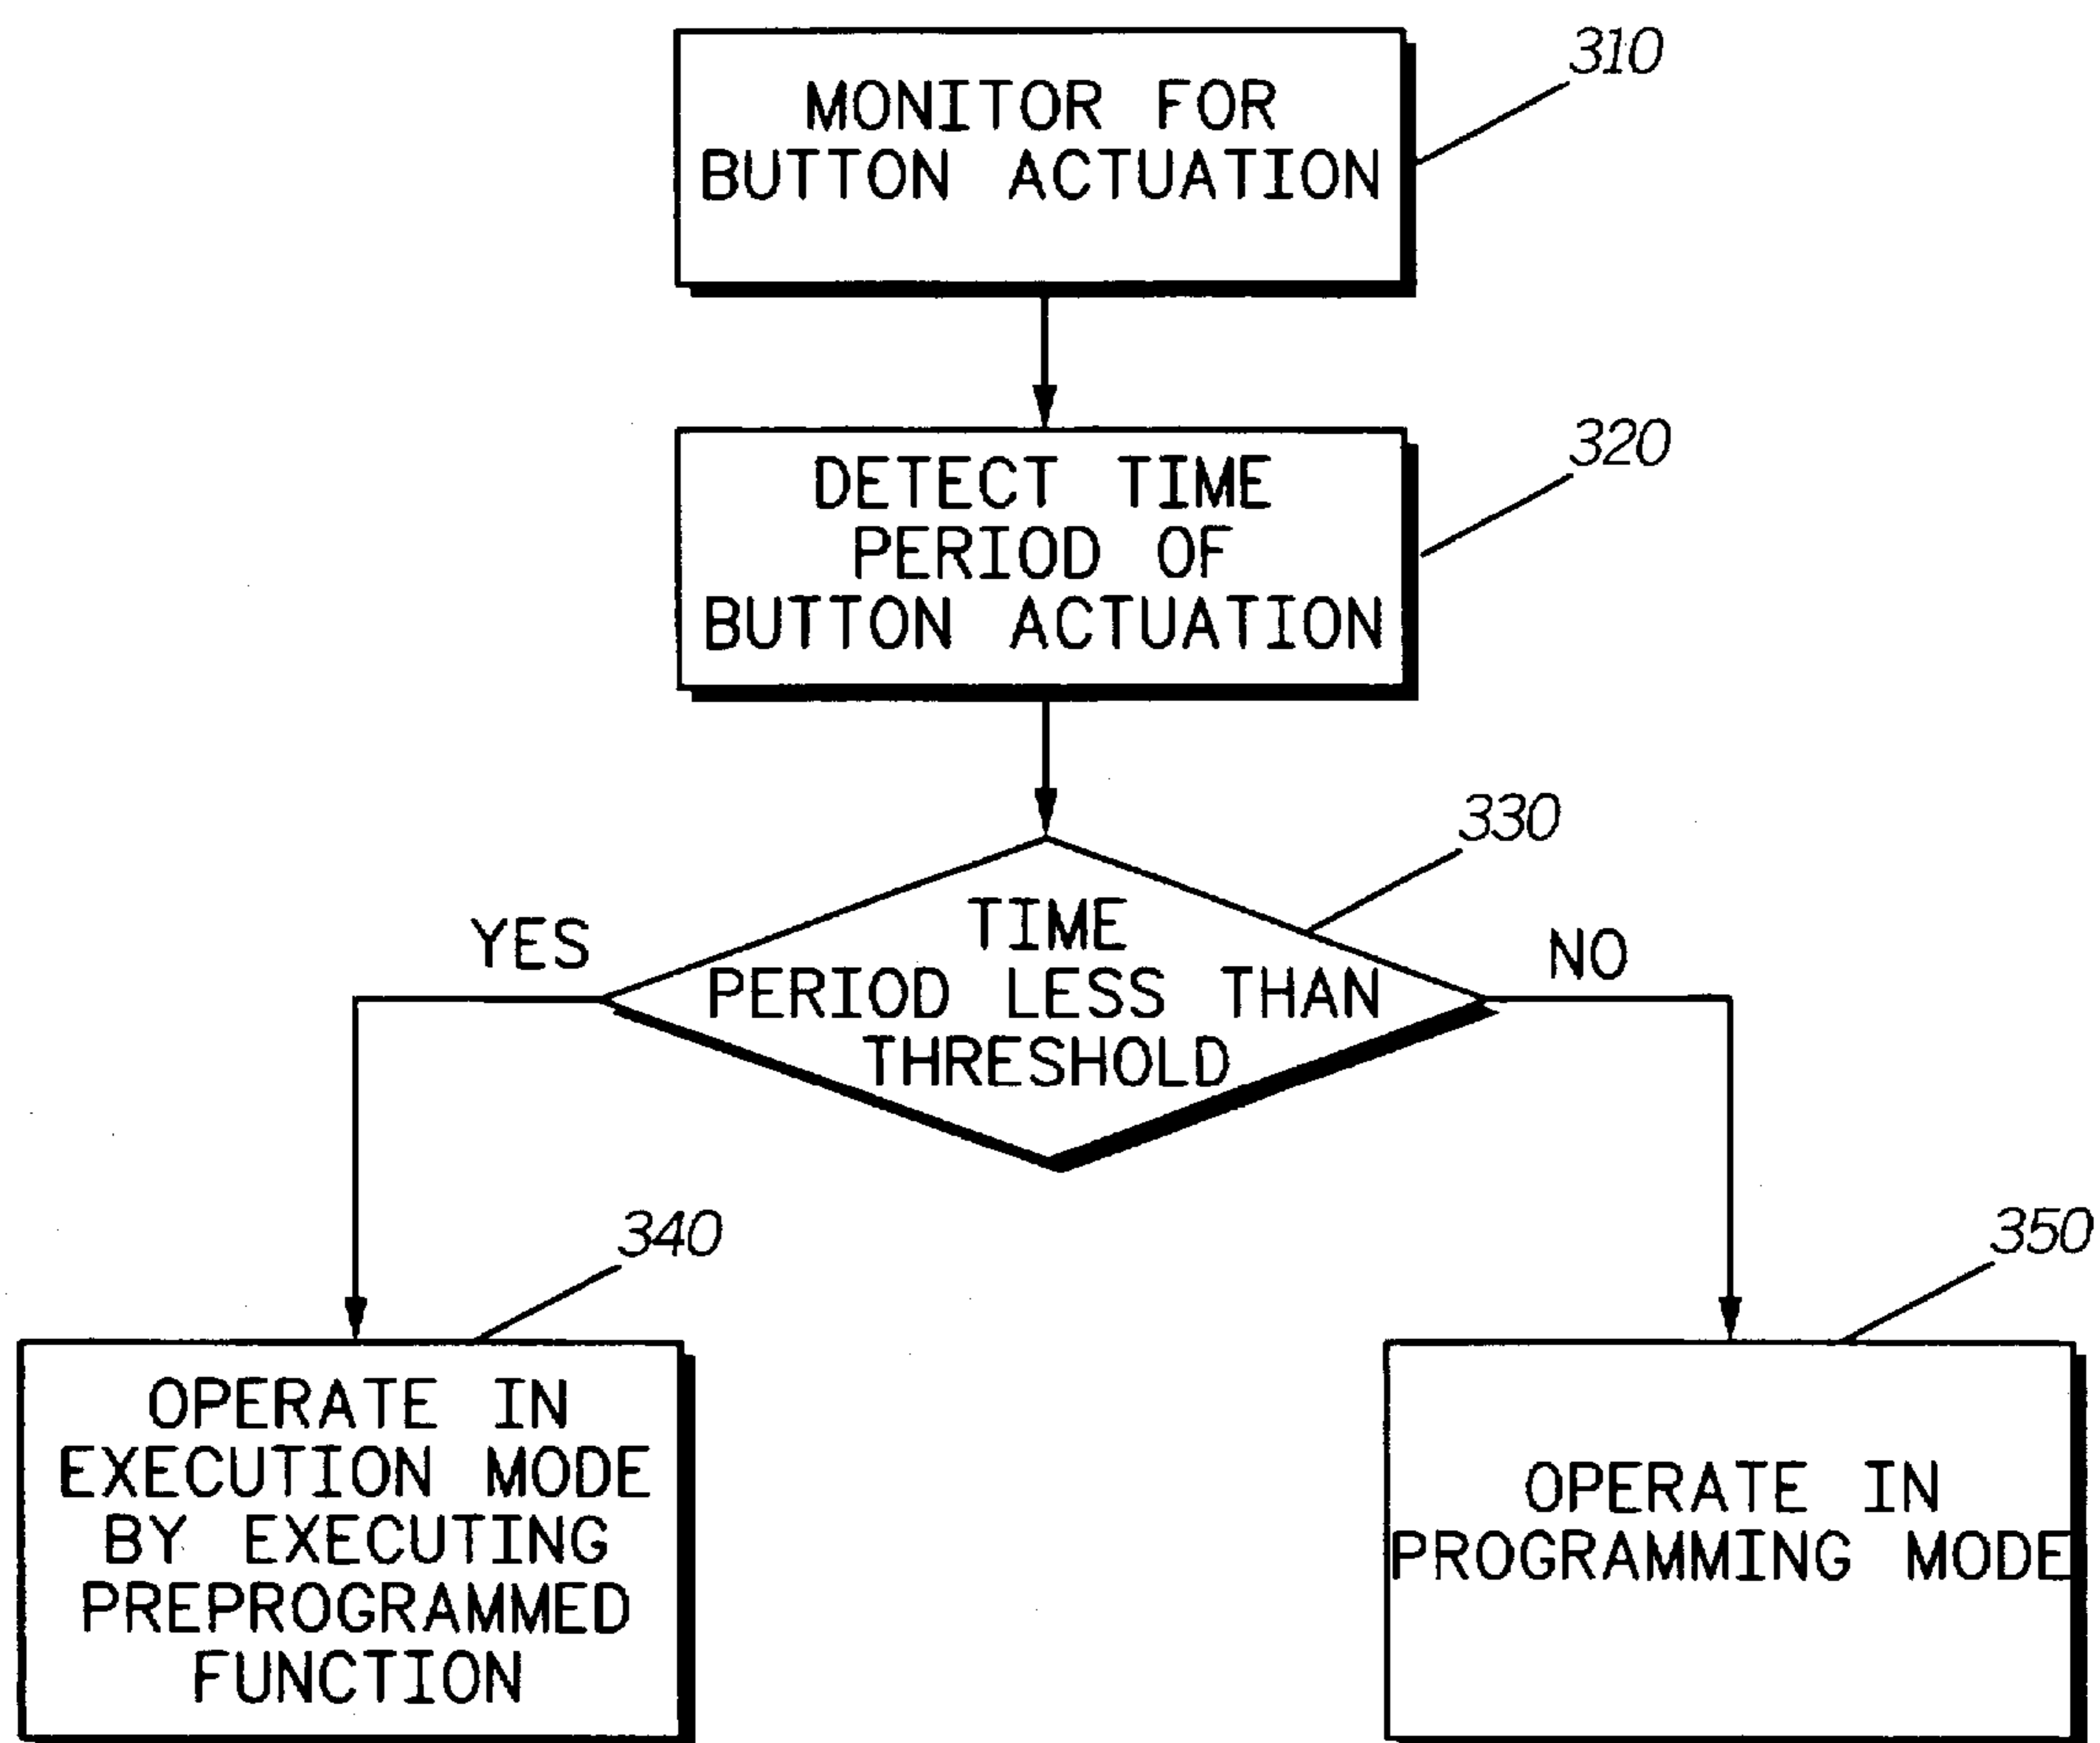 310
MONITOR FOR
BUTTON ACTUATION
320
DETECT TIME
PERIOD OF
BUTTON ACTUATION
330
TIME
PERIOD LESS THAN
THRESHOLD
YES
NO
340
OPERATE IN
EXECUTION MODE
BY EXECUTING
PREPROGRAMMED
FUNCTION
350
OPERATE IN
PROGRAMMING MODE